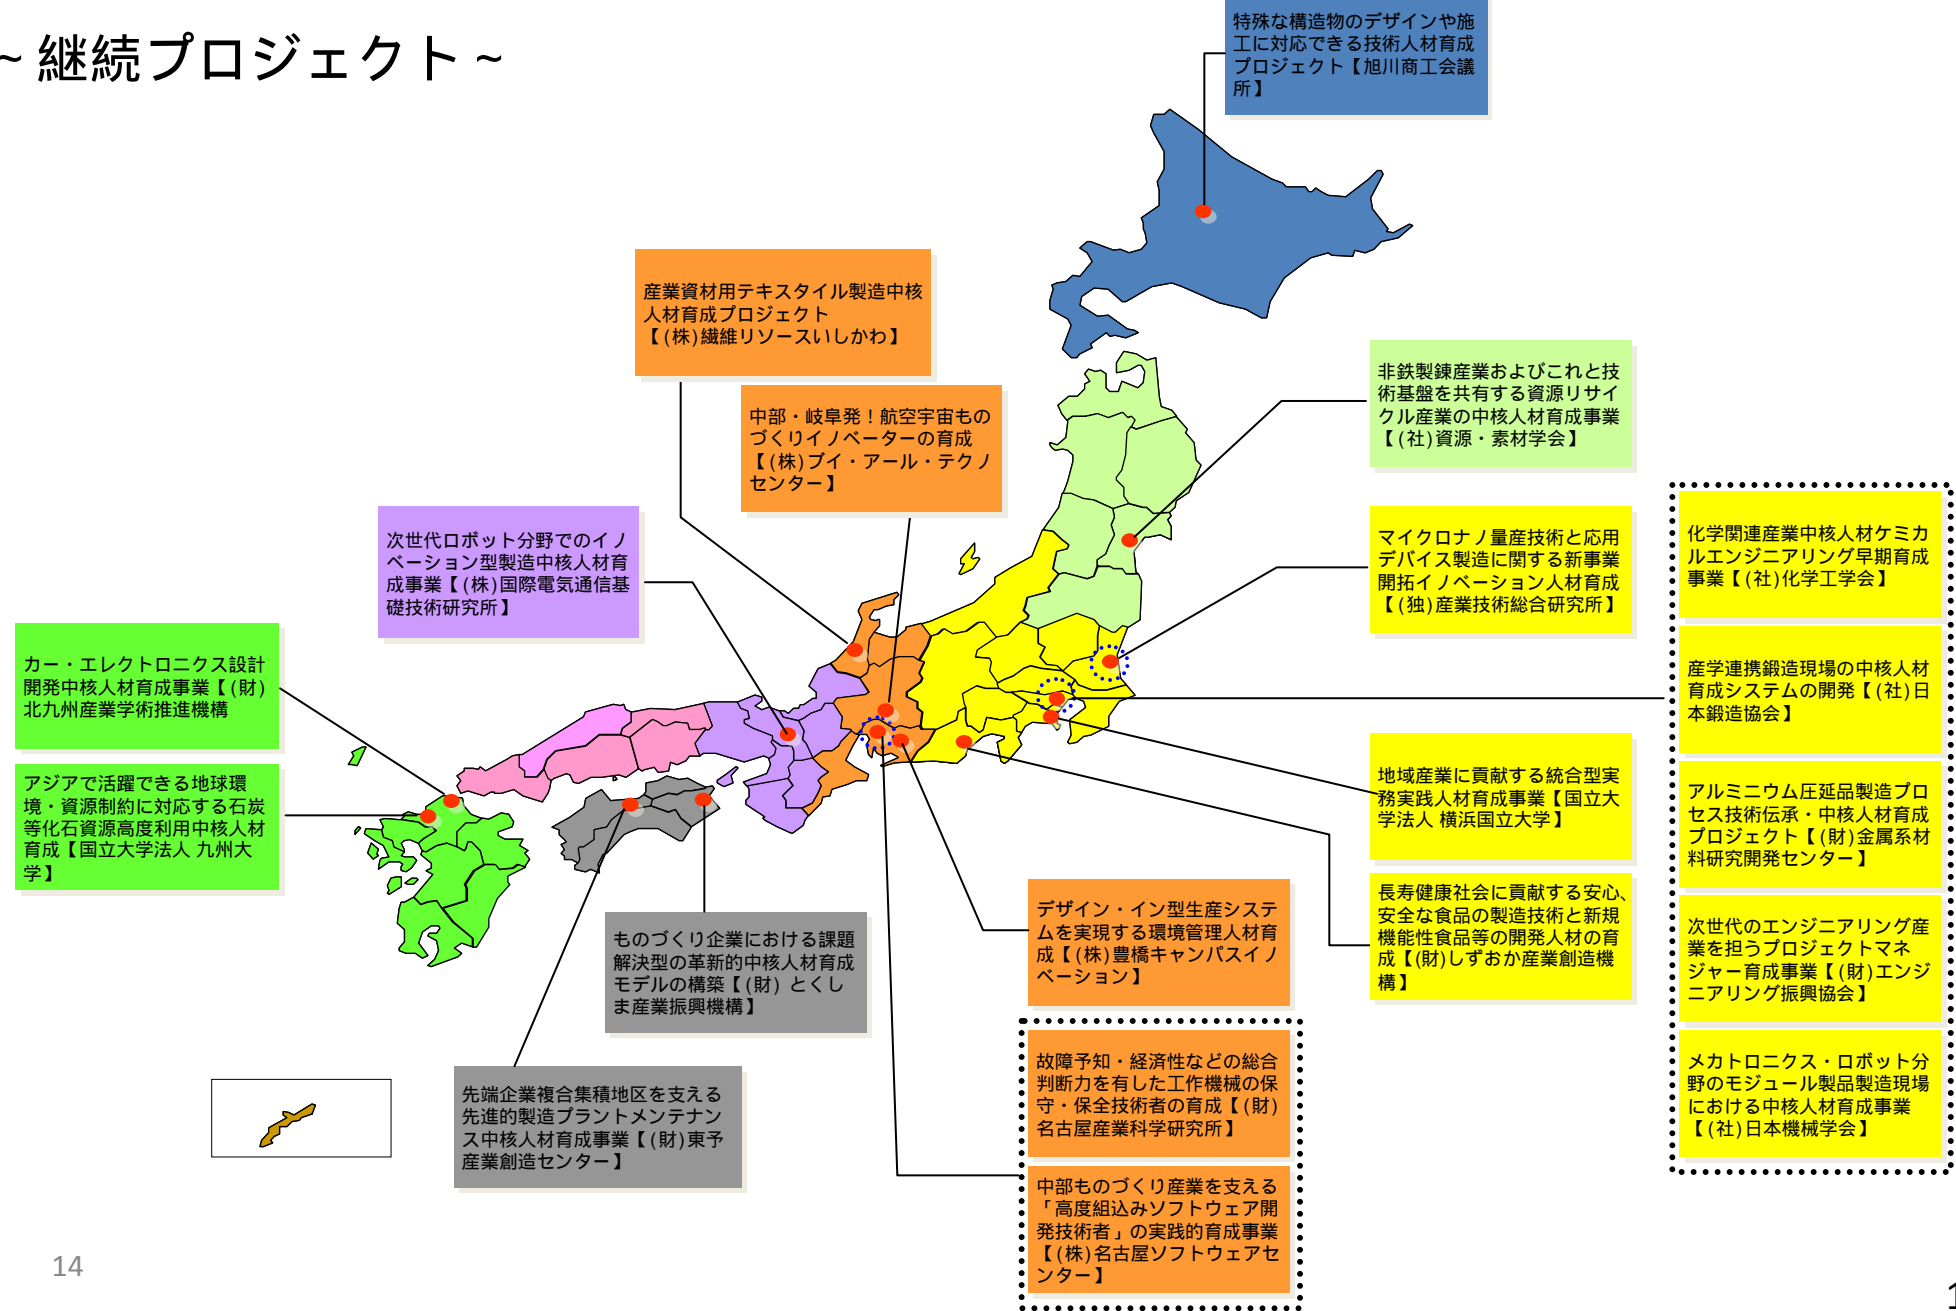 ~継続プロジェクト~
特殊な構造物のデザインや施
工に対応できる技術人材育成
プロジェクト【旭川商工会議
所】
産業資材用テキスタイル製造中核
人材育成プロジェクト
【(株)繊維リソースいしかわ】
中部・岐阜発！航空宇宙もの
づくりイノベーターの育成
【(株)ブイ・アール・テクノ
センター】
次世代ロボット分野でのイノ
ベーション型製造中核人材育
成事業【(株)国際電気通信基
礎技術研究所】
カー・エレクトロニクス設計
開発中核人材育成事業【(財)
北九州産業学術推進機構
アジアで活躍できる地球環
境・資源制約に対応する石炭
等化石資源高度利用中核人材
育成【国立大学法人 九州大
学】
非鉄製錬産業およびこれと技
術基盤を共有する資源リサイ
クル産業の中核人材育成事業
【(社)資源・素材学会】
マイクロナノ量産技術と応用
デバイス製造に関する新事業
開拓イノベーション人材育成
【(独)産業技術総合研究所】
地域産業に貢献する統合型実
務実践人材育成事業【国立大
学法人 横浜国立大学】
長寿健康社会に貢献する安心、
安全な食品の製造技術と新規
機能性食品等の開発人材の育
成【(財)しずおか産業創造機
構】
化学関連産業中核人材ケミカ
ルエンジニアリング早期育成
事業【(社)化学工学会】
産学連携鍛造現場の中核人材
育成システムの開発【(社)日
本鍛造協会】
アルミニウム圧延品製造プロ
セス技術伝承・中核人材育成
プロジェクト【(財)金属系材
料研究開発センター】
次世代のエンジニアリング産
業を担うプロジェクトマネ
ジャー育成事業【(財)エンジ
ニアリング振興協会】
メカトロニクス・ロボット分
野のモジュール製品製造現場
における中核人材育成事業
【(社)日本機械学会】
デザイン・イン型生産システ
ムを実現する環境管理人材育
成【(株)豊橋キャンパスイノ
ベーション】
故障予知・経済性などの総合
判断力を有した工作機械の保
守・保全技術者の育成【(財)
名古屋産業科学研究所】
中部ものづくり産業を支える
「高度組込みソフトウェア開
発技術者」の実践的育成事業
【(株)名古屋ソフトウェアセ
ンター】
ものづくり企業における課題
解決型の革新的中核人材育成
モデルの構築【(財) とくし
ま産業振興機構】
先端企業複合集積地区を支える
先進的製造プラントメンテナン
ス中核人材育成事業【(財)東予
産業創造センター】
14